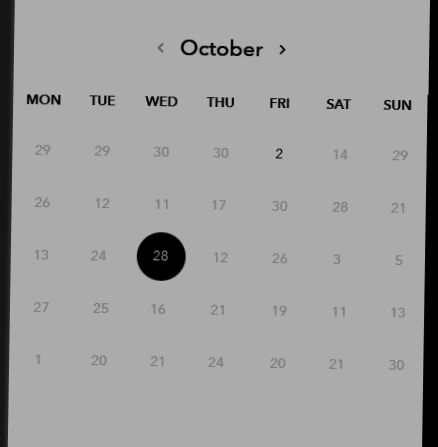 ‹ October ›
MON TUE WED THU FRI SAT SUN
29 29 30 30 2 14 29
26 12 11 17 30 28 21
13 24 28 12 26 3 5
27 25 16 21 19 11 13
1 20 21 24 20 21 30